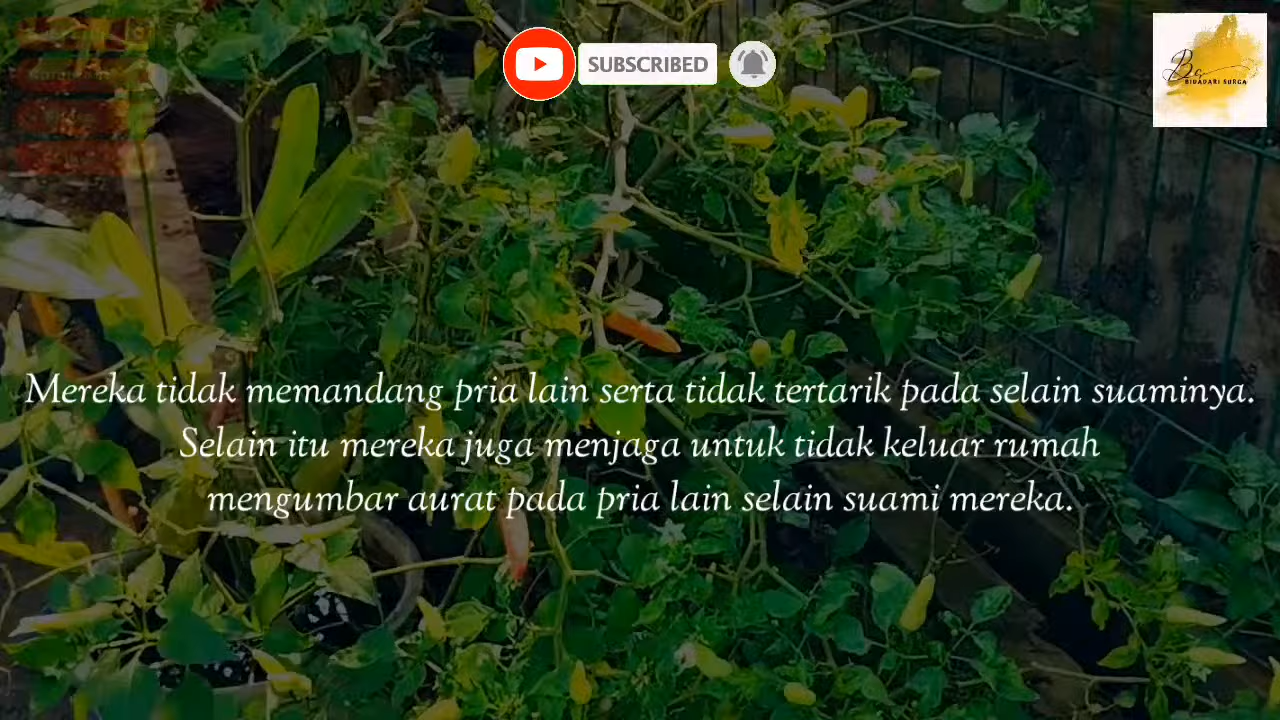 SUBSCRIBED
Bs
BIDADARI SURGA
Mereka tidak memandang pria lain serta tidak tertarik pada selain suaminya.
Selain itu mereka juga menjaga untuk tidak keluar rumah
mengumbar aurat pada pria lain selain suami mereka.